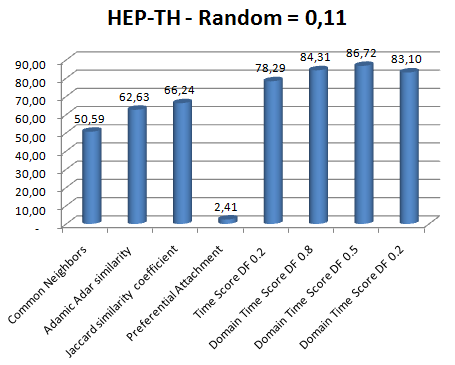 HEP-TH - Random = 0,11
90,00
80,00
70,00
60,00
50,00
40,00
30,00
20,00
10,00
-
50,59
62,63
66,24
2,41
78,29
84,31
86,72
83,10
Common Neighbors
Adamic Adar similarity
Jaccard similarity coefficient
Preferential Attachment
Time Score DF 0.2
Domain Time Score DF 0.8
Domain Time Score DF 0.5
Domain Time Score DF 0.2